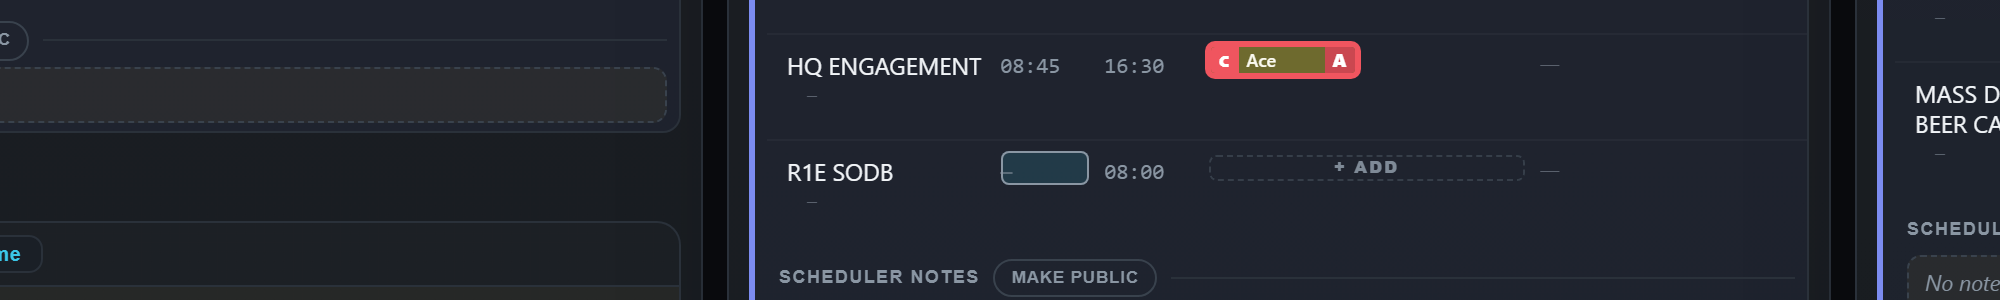 HQ ENGAGEMENT 08:45 16:30 C Ace A —
–
R1E SODB – 08:00 + ADD —
–
SCHEDULER NOTES MAKE PUBLIC
–
MASS D
BEER CA
–
SCHEDUL
No note
C
me